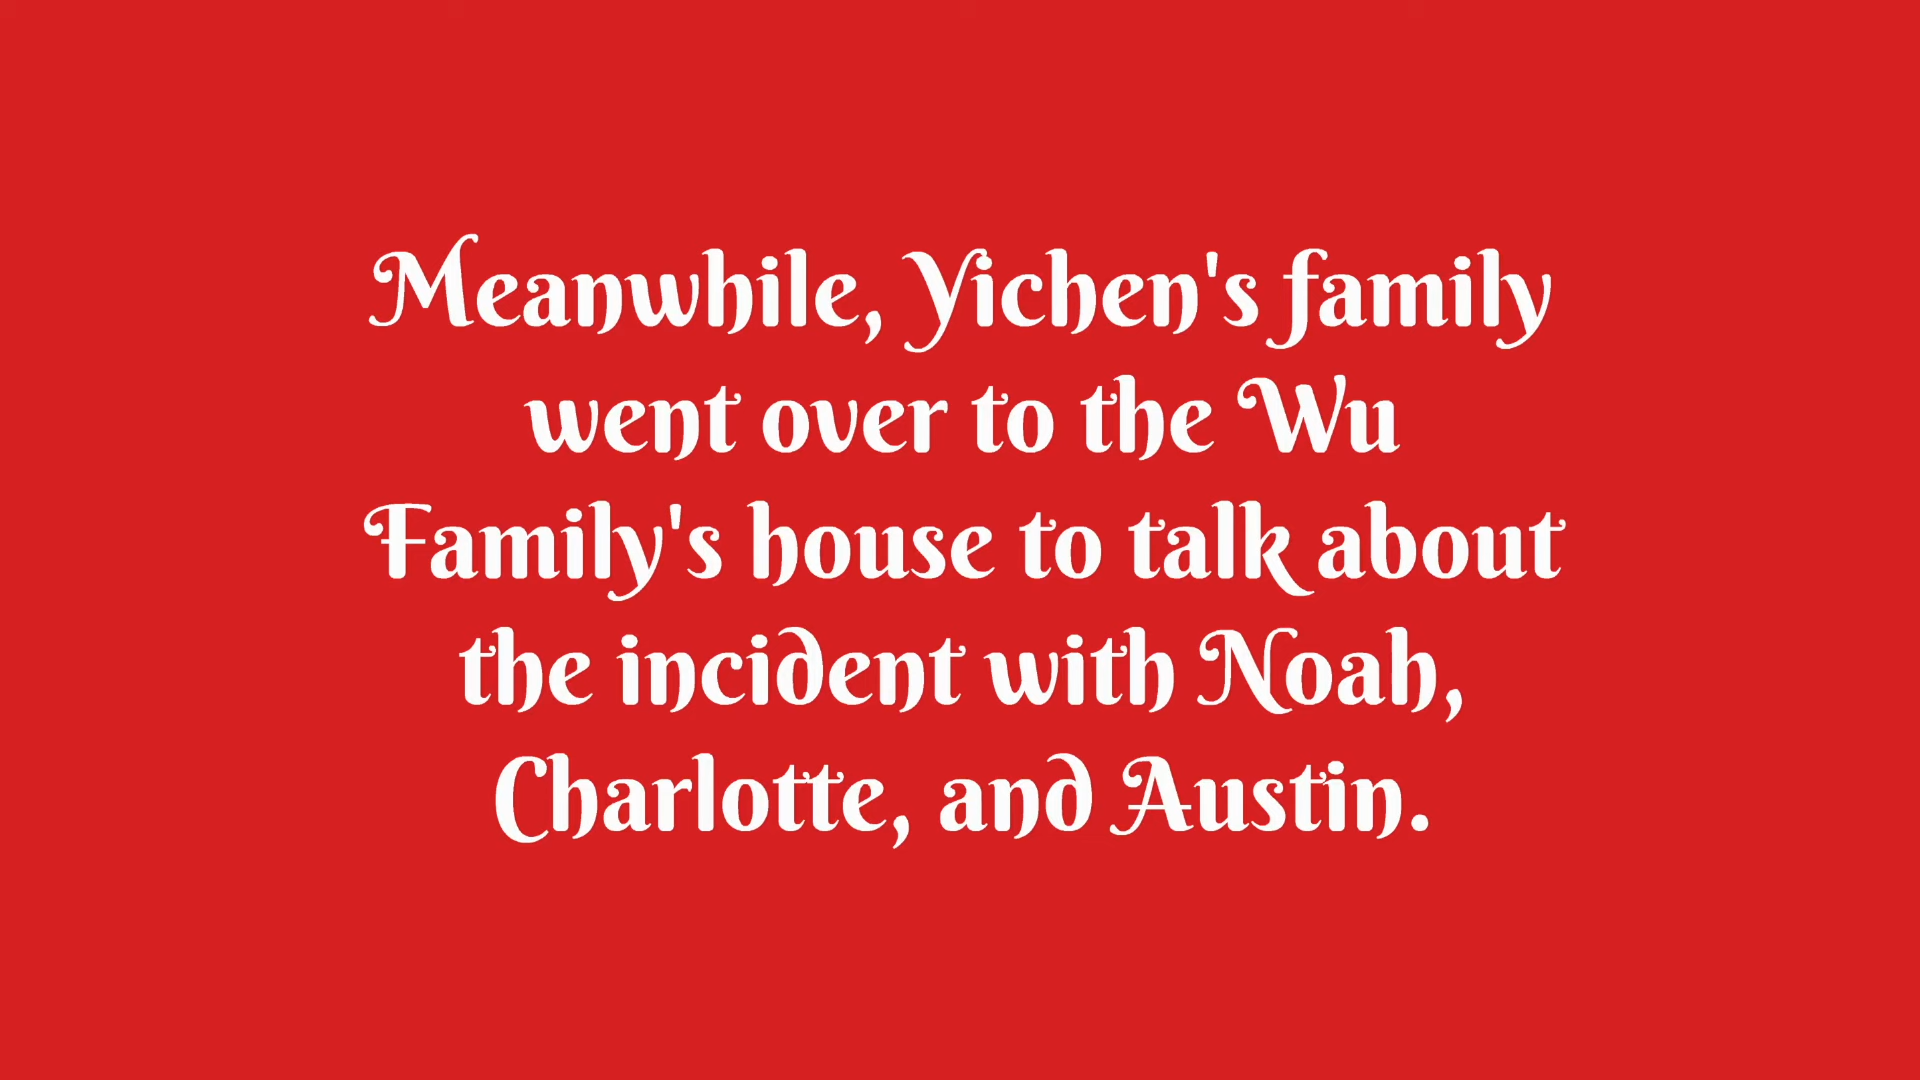 Meanwhile, Yichen's family
went over to the Wu
Family's house to talk about
the incident with Noah,
Charlotte, and Austin.